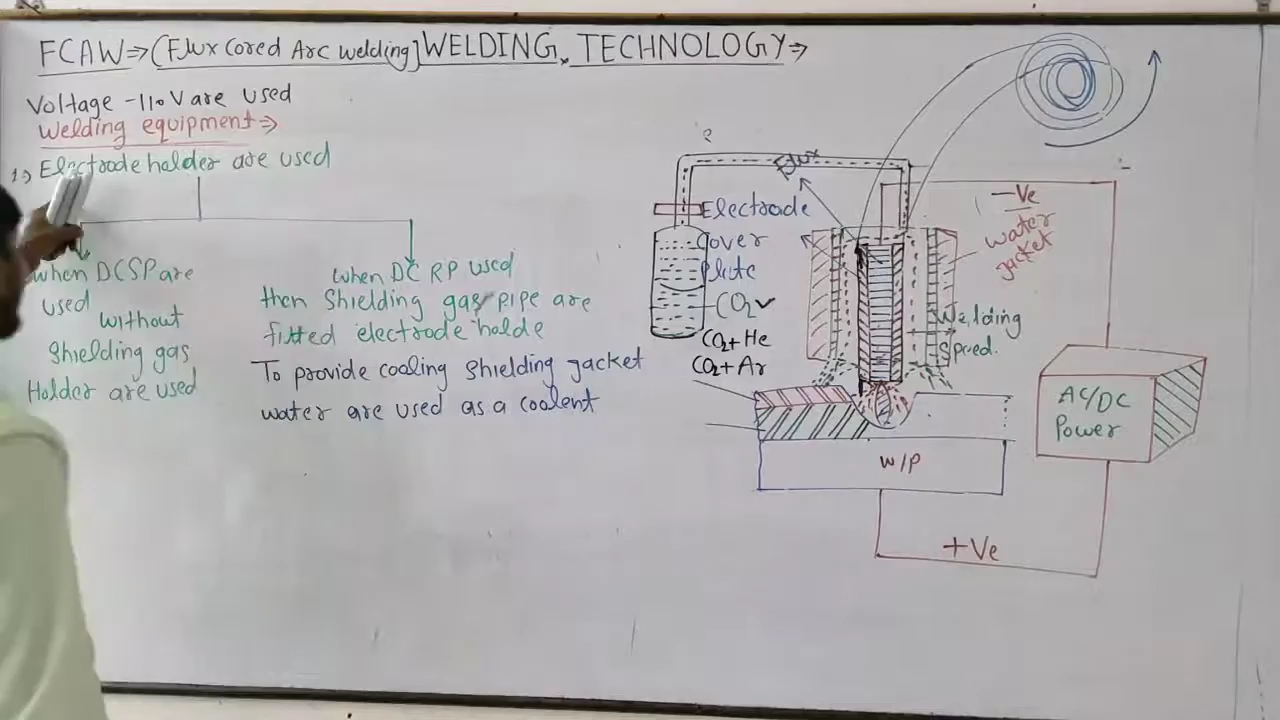 FCAW⇒(Flux Cored Arc welding] WELDING, TECHNOLOGY⇒
Voltage -110V are used
Welding equipment⇒
1⇒ Electrode holder are used
when DCSP are
used
without
Shielding gas
Holder are used
when DC RP used
then Shielding gas pipe are
fitted electrode holde
To provide cooling Shielding jacket
water are used as a coolent
Flux
Electrode
Cover
plate
CO2
CO2+He
CO2+Ar
-Ve
water
jacket
Welding
AC/DC
Power
W/P
+Ve